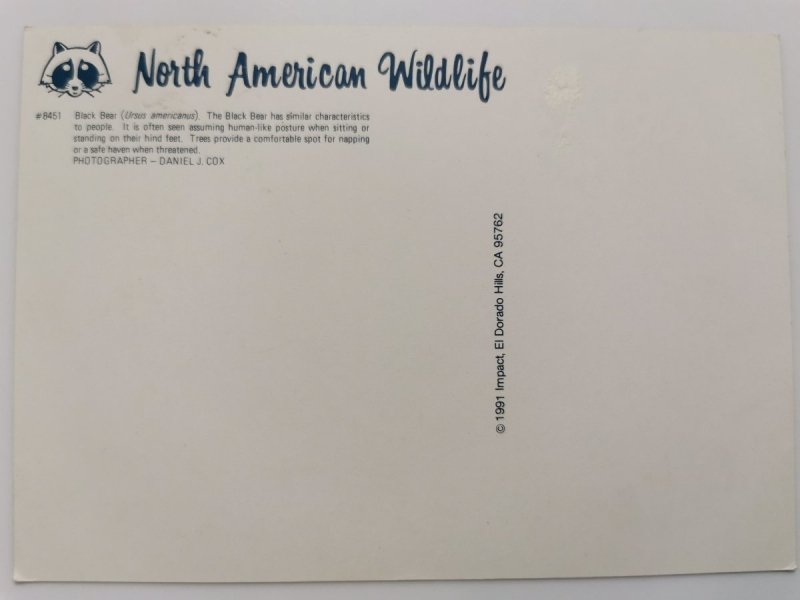 North American Wildlife
#8451 Black Bear (Ursus americanus). The Black Bear has similar characteristics
to people. It is often seen assuming human-like posture when sitting or
standing on their hind feet. Trees provide a comfortable spot for napping
or a safe haven when threatened.
PHOTOGRAPHER – DANIEL J. COX
© 1991 Impact, El Dorado Hills, CA 95762